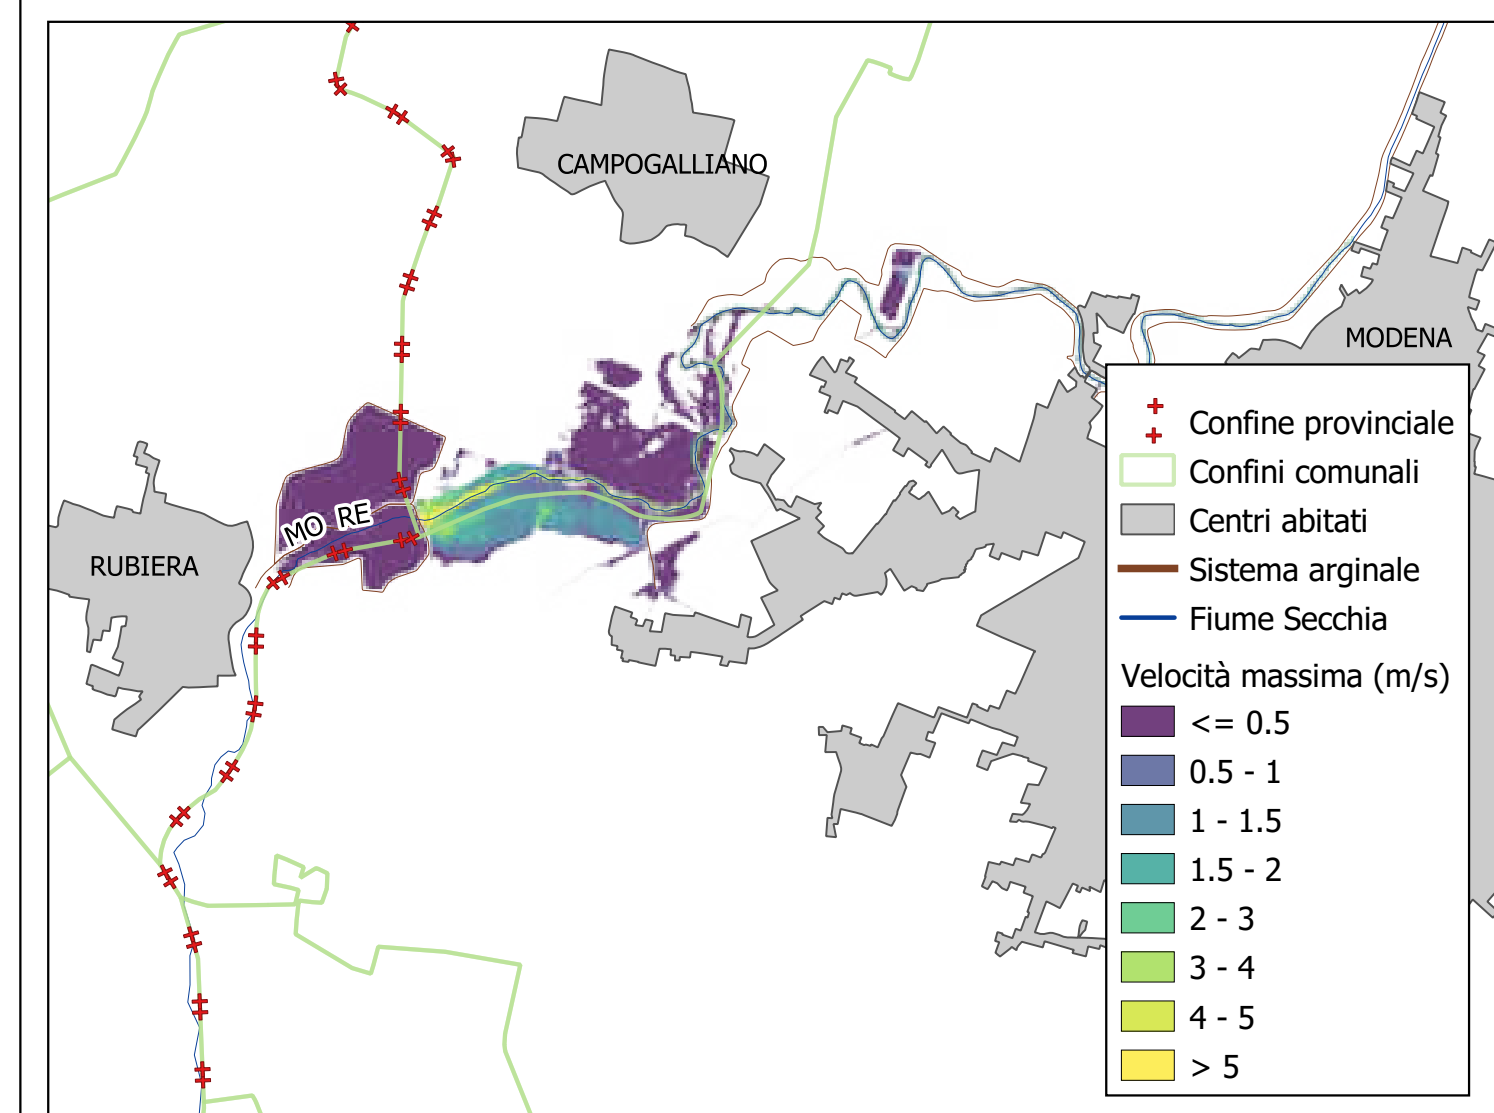 CAMPOGALLIANO
MODENA
MO RE
RUBIERA
Confine provinciale
Confini comunali
Centri abitati
Sistema arginale
Fiume Secchia
Velocità massima (m/s)
<= 0.5
0.5 - 1
1 - 1.5
1.5 - 2
2 - 3
3 - 4
4 - 5
> 5